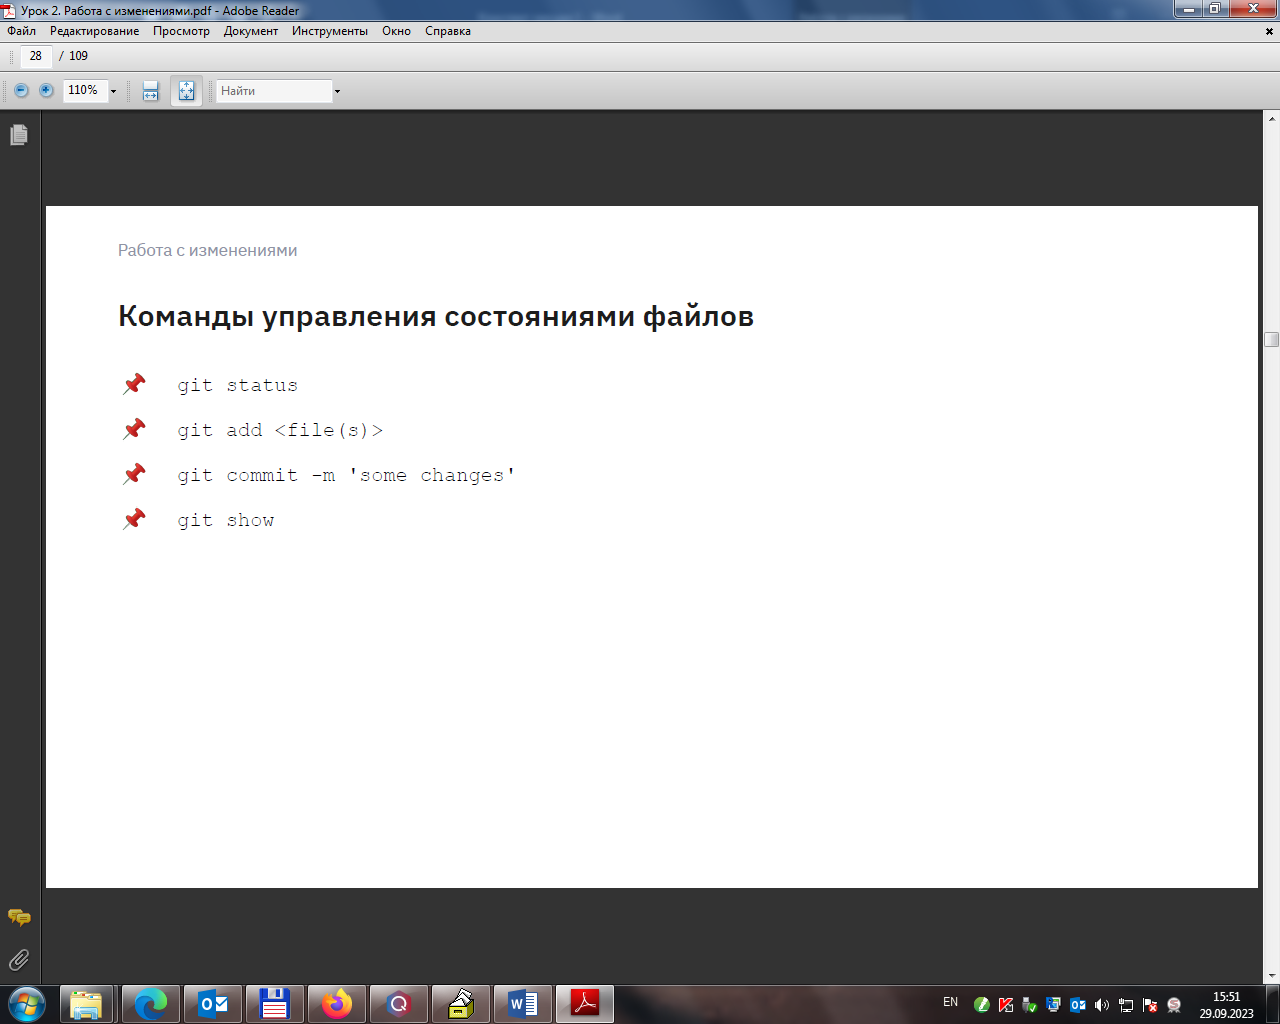 Урок 2. Работа с изменениями.pdf - Adobe Reader
Файл Редактирование Просмотр Документ Инструменты Окно Справка
28 / 109
110% Найти
Работа с изменениями
Команды управления состояниями файлов
git status
git add <file(s)>
git commit -m 'some changes'
git show
EN
15:51
29.09.2023